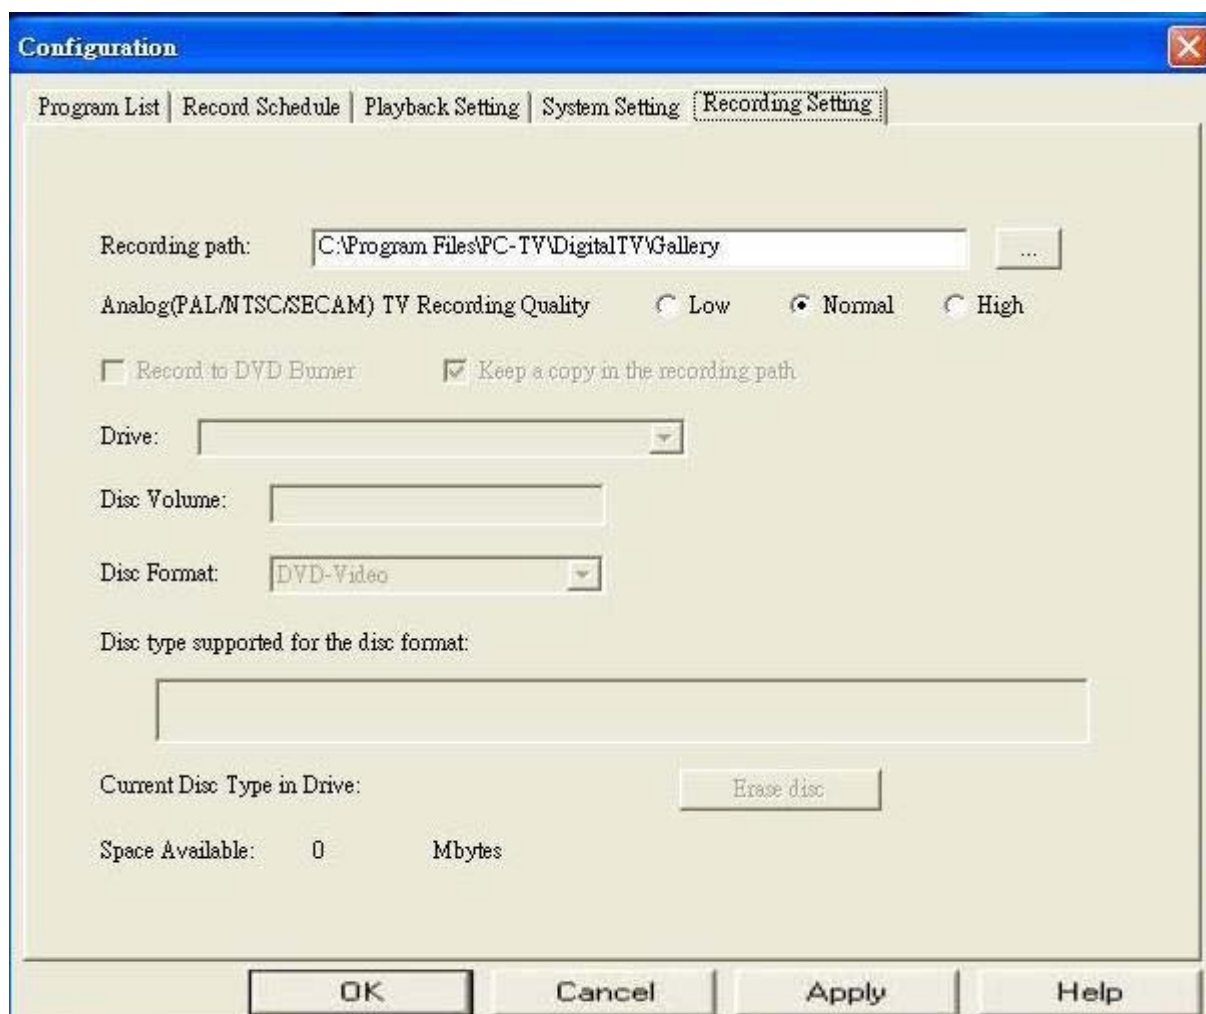 Configuration
Program List Record Schedule Playback Setting System Setting Recording Setting
Recording path: C:\Program Files\PC-TV\DigitalTV\Gallery ...
Analog(PAL/NTSC/SECAM) TV Recording Quality Low Normal High
Record to DVD Burner Keep a copy in the recording path
Drive:
Disc Volume:
Disc Format: DVD-Video
Disc type supported for the disc format:
Current Disc Type in Drive: Erase disc
Space Available: 0 Mbytes
OK Cancel Apply Help